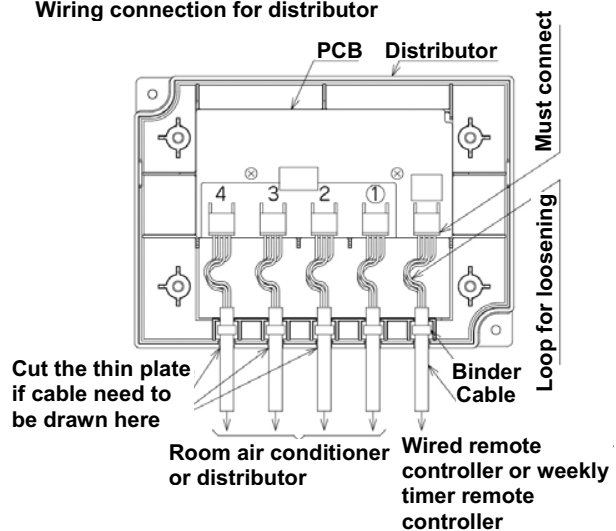 Wiring connection for distributor
PCB
Distributor
Must connect
4
3
2
①
Loop for loosening
Cut the thin plate
if cable need to
be drawn here
Binder
Cable
Room air conditioner
or distributor
Wired remote
controller or weekly
timer remote
controller